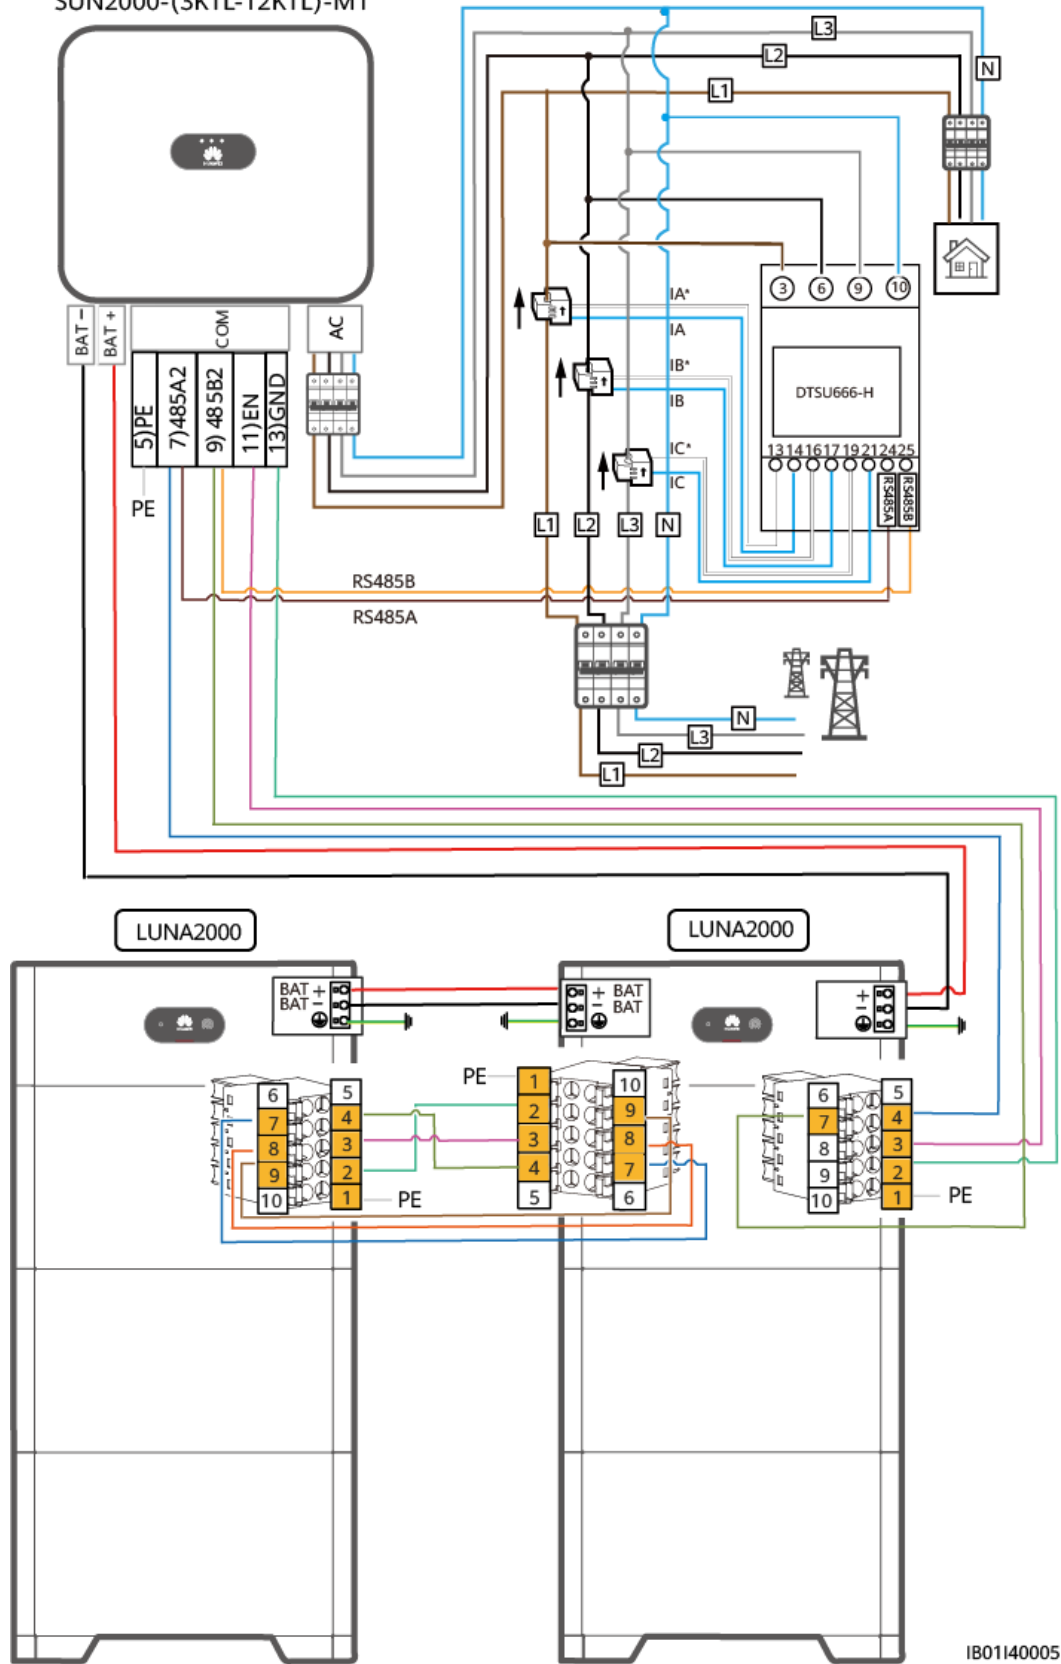 SUN2000-(3KTL-12KTL)-M1
L3
L2
N
L1
HUAWEI
BAT −
BAT +
COM
AC
5)PE
7)485A2
9) 485B2
11)EN
13)GND
PE
3
6
9
10
IA*
IA
IB*
IB
IC*
IC
DTSU666-H
13 14 16 17 19 21 24 25
RS485A
RS485B
L1
L2
L3
N
RS485B
RS485A
N
L3
L2
L1
LUNA2000
LUNA2000
BAT +
BAT −
+ BAT
− BAT
+
−
6
7
8
9
10
5
4
3
2
1
PE
PE
1
2
3
4
5
10
9
8
7
6
6
7
8
9
10
5
4
3
2
1
PE
IB01I40005